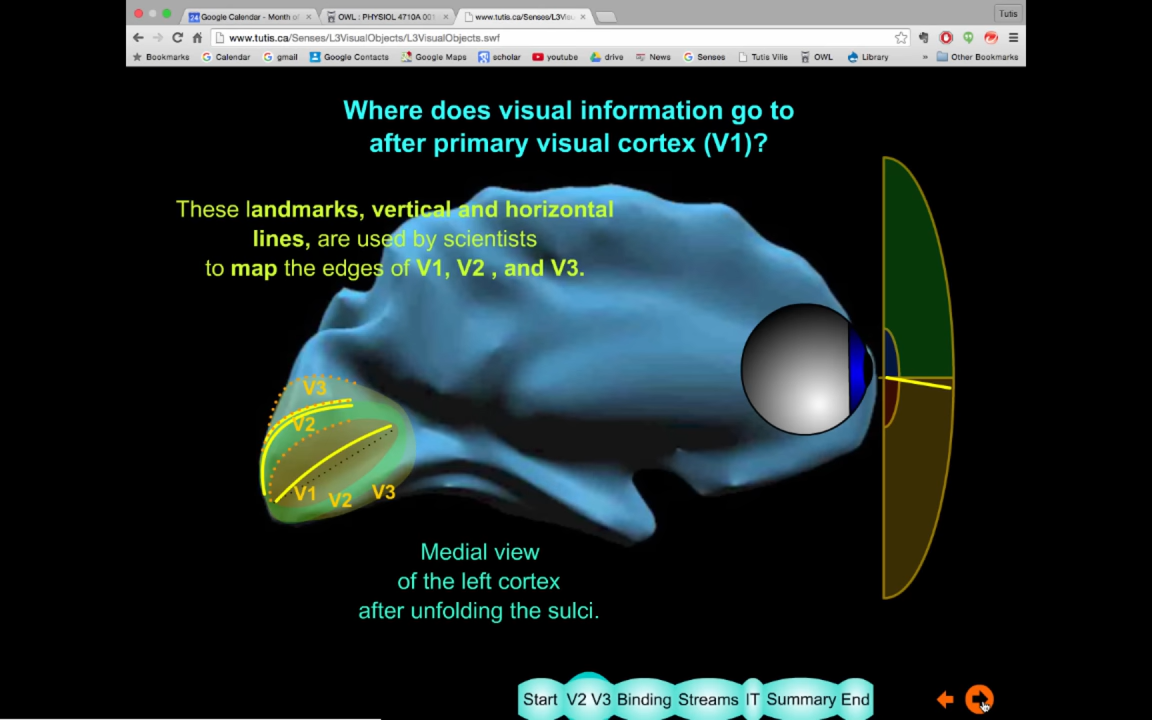 Google Calendar - Month o
OWL : PHYSIOL 4710A 001
www.tutis.ca/Senses/L3Visu
Tutis
www.tutis.ca/Senses/L3VisualObjects/L3VisualObjects.swf
Bookmarks Calendar gmail Google Contacts Google Maps scholar youtube drive News Senses Tutis Vilis OWL Library » Other Bookmarks
Where does visual information go to
after primary visual cortex (V1)?
These landmarks, vertical and horizontal
lines, are used by scientists
to map the edges of V1, V2 , and V3.
V3
V2
V1 V2 V3
Medial view
of the left cortex
after unfolding the sulci.
Start V2 V3 Binding Streams IT Summary End